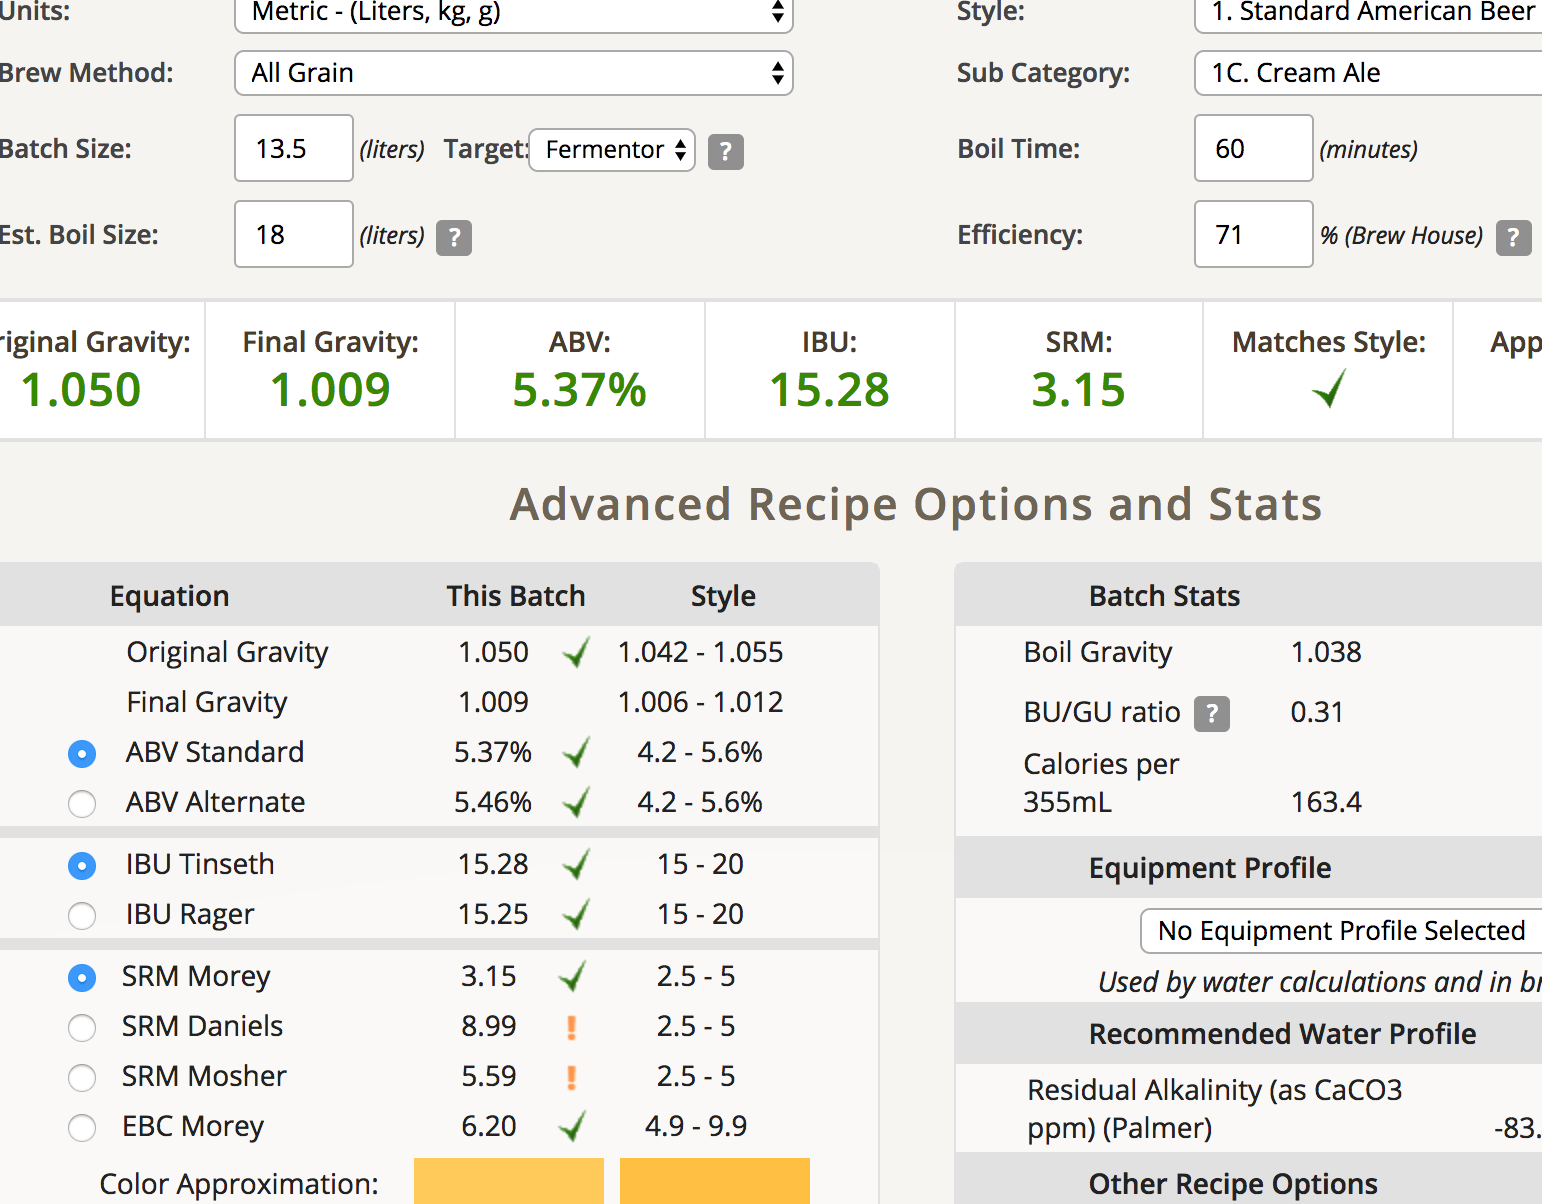 Units: Metric - (Liters, kg, g) Style: 1. Standard American Beer
Brew Method: All Grain Sub Category: 1C. Cream Ale
Batch Size: 13.5 (liters) Target: Fermentor ? Boil Time: 60 (minutes)
Est. Boil Size: 18 (liters) ? Efficiency: 71 % (Brew House) ?
riginal Gravity: Final Gravity: ABV: IBU: SRM: Matches Style: App
1.050 1.009 5.37% 15.28 3.15
Advanced Recipe Options and Stats
Equation This Batch Style
Original Gravity 1.050 1.042 - 1.055
Final Gravity 1.009 1.006 - 1.012
ABV Standard 5.37% 4.2 - 5.6%
ABV Alternate 5.46% 4.2 - 5.6%
IBU Tinseth 15.28 15 - 20
IBU Rager 15.25 15 - 20
SRM Morey 3.15 2.5 - 5
SRM Daniels 8.99 ! 2.5 - 5
SRM Mosher 5.59 ! 2.5 - 5
EBC Morey 6.20 4.9 - 9.9
Color Approximation:
Batch Stats
Boil Gravity 1.038
BU/GU ratio ? 0.31
Calories per
355mL 163.4
Equipment Profile
No Equipment Profile Selected
Used by water calculations and in br
Recommended Water Profile
Residual Alkalinity (as CaCO3
ppm) (Palmer) -83.
Other Recipe Options